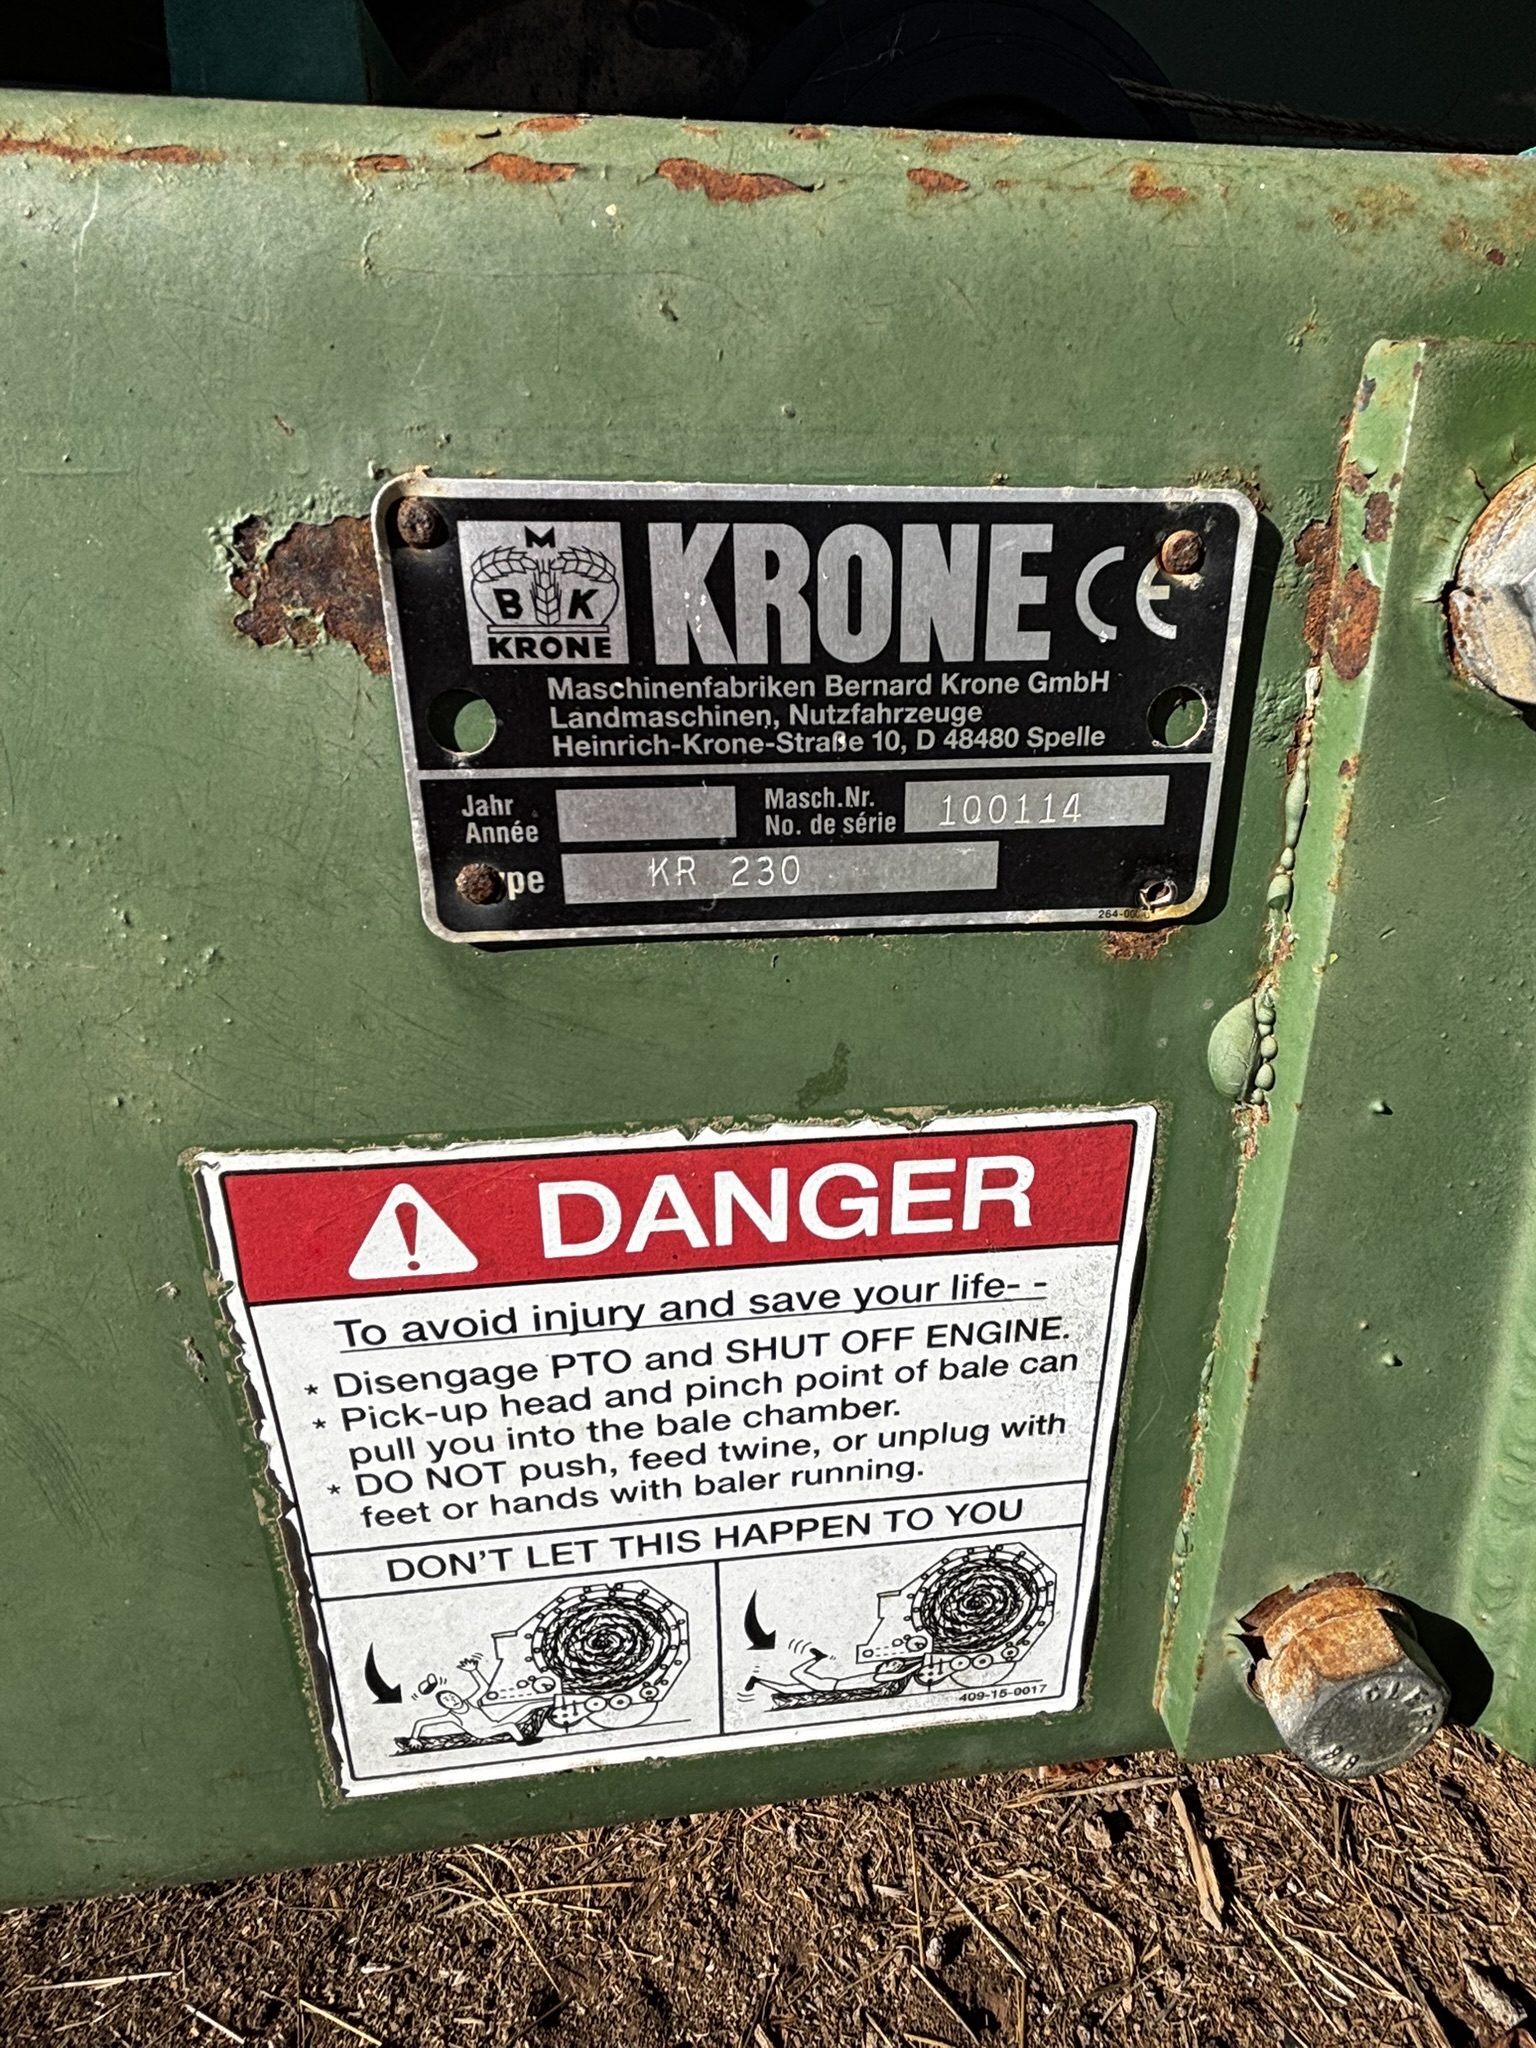 M
B K
KRONE
KRONE CE
Maschinenfabriken Bernard Krone GmbH
Landmaschinen, Nutzfahrzeuge
Heinrich-Krone-Straße 10, D 48480 Spelle
Jahr
Année
Masch.Nr.
No. de série
100114
KR 230
DANGER
To avoid injury and save your life- -
* Disengage PTO and SHUT OFF ENGINE.
* Pick-up head and pinch point of bale can
pull you into the bale chamber.
* DO NOT push, feed twine, or unplug with
feet or hands with baler running.
DON'T LET THIS HAPPEN TO YOU
409-15-0017
8.8